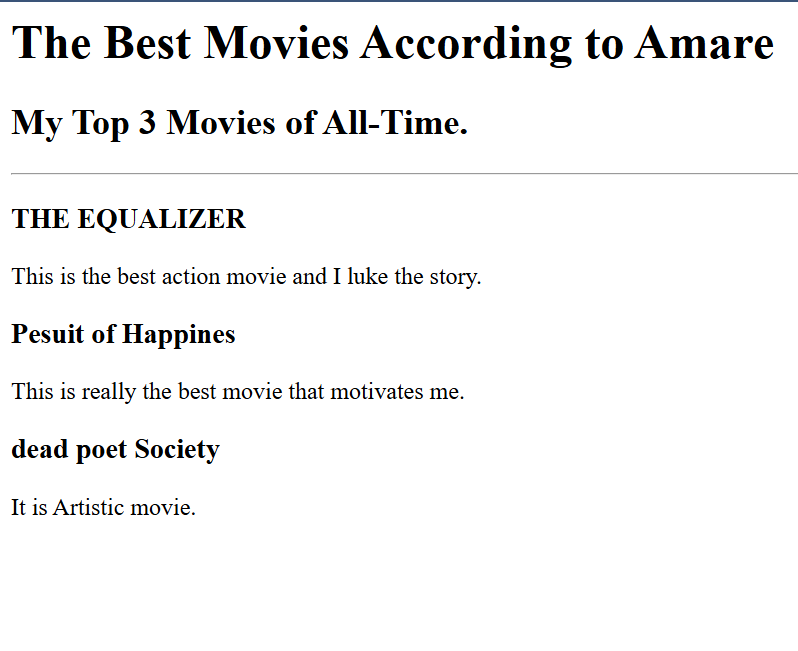 The Best Movies According to Amare
My Top 3 Movies of All-Time.
THE EQUALIZER
This is the best action movie and I luke the story.
Pesuit of Happines
This is really the best movie that motivates me.
dead poet Society
It is Artistic movie.